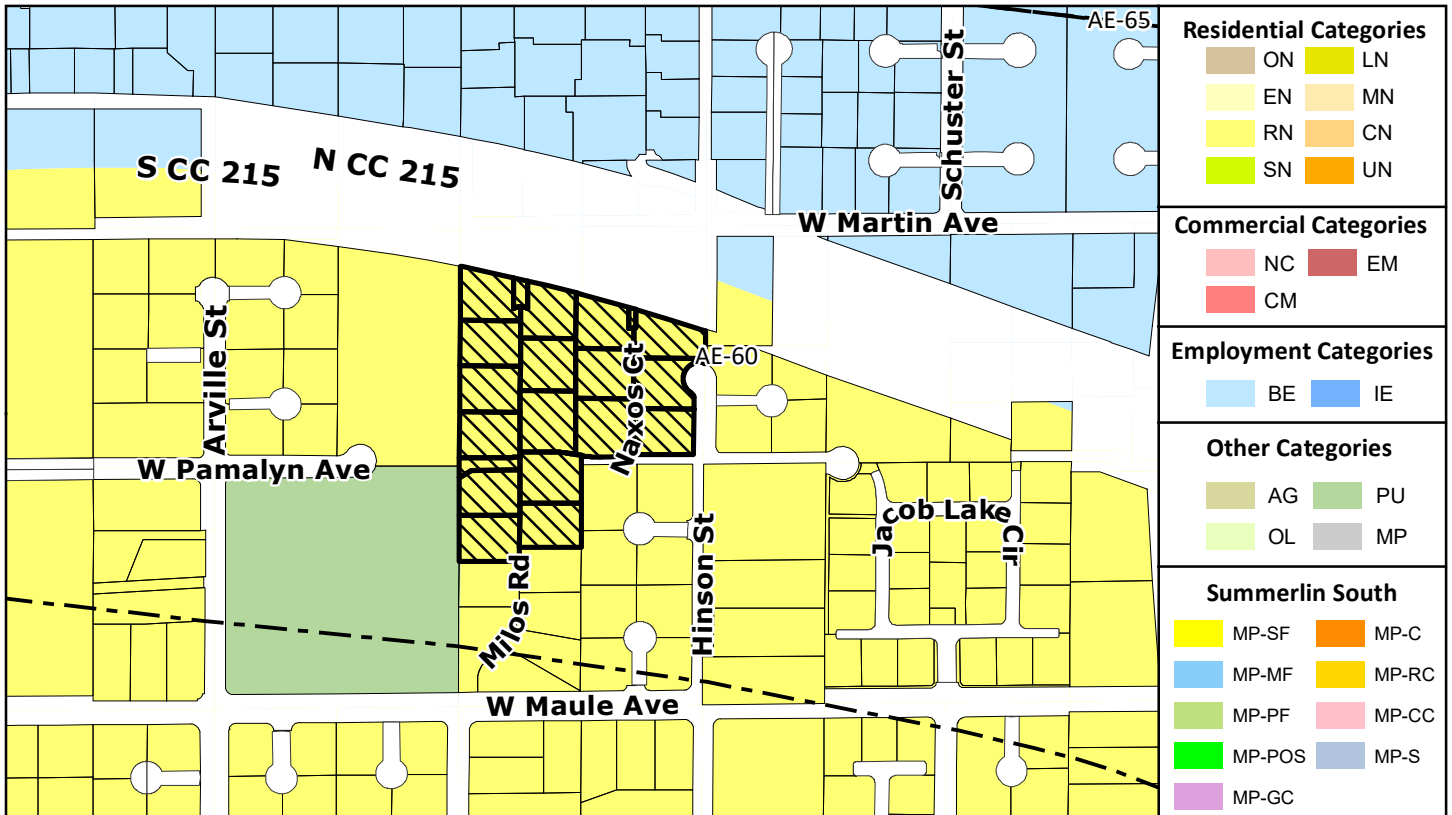 AE-65
Schuster St
S CC 215
N CC 215
W Martin Ave
Arville St
AE-60
Naxos Ct
W Pamalyn Ave
Jacob Lake Cir
Hinson St
Milos Rd
W Maule Ave
Residential Categories
ON LN
EN MN
RN CN
SN UN
Commercial Categories
NC EM
CM
Employment Categories
BE IE
Other Categories
AG PU
OL MP
Summerlin South
MP-SF MP-C
MP-MF MP-RC
MP-PF MP-CC
MP-POS MP-S
MP-GC